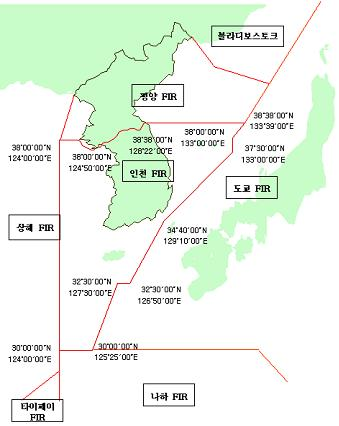 블라디보스토크
평양 FIR
38°38'00"N
133°39'00"E
38°00'00"N
133°00'00"E
38°38'00"N
128°22'00"E
37°30'00"N
133°00'00"E
38°00'00"N
124°00'00"E
38°00'00"N
124°50'00"E
인천 FIR
도쿄 FIR
상해 FIR
34°40'00"N
129°10'00"E
32°30'00"N
127°30'00"E
32°30'00"N
126°50'00"E
30°00'00"N
124°00'00"E
30°00'00"N
125°25'00"E
나하 FIR
타이페이
FIR